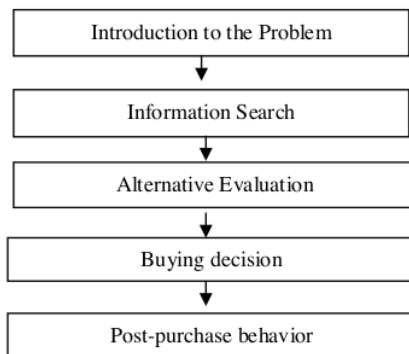 Introduction to the Problem
Information Search
Alternative Evaluation
Buying decision
Post-purchase behavior